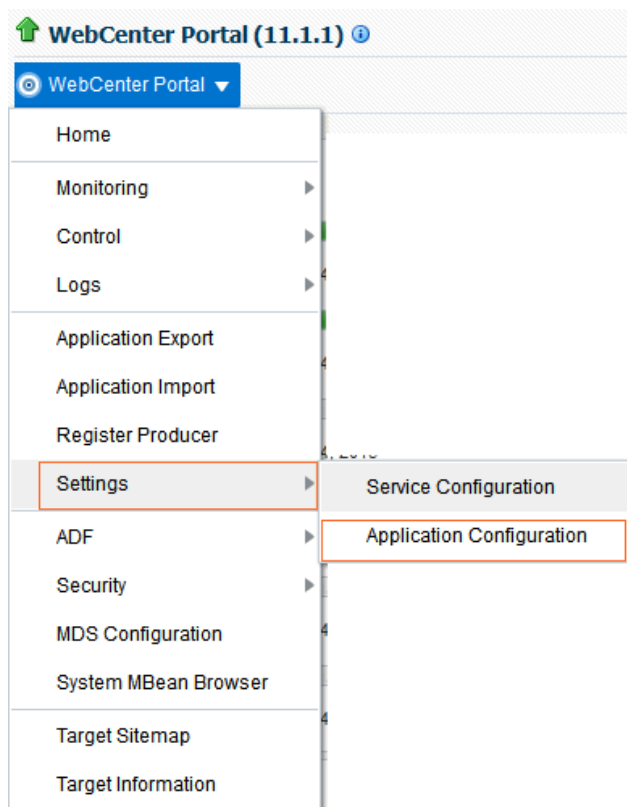 WebCenter Portal (11.1.1)
WebCenter Portal
Home
Monitoring
Control
Logs
Application Export
Application Import
Register Producer
Settings
Service Configuration
Application Configuration
ADF
Security
MDS Configuration
System MBean Browser
Target Sitemap
Target Information